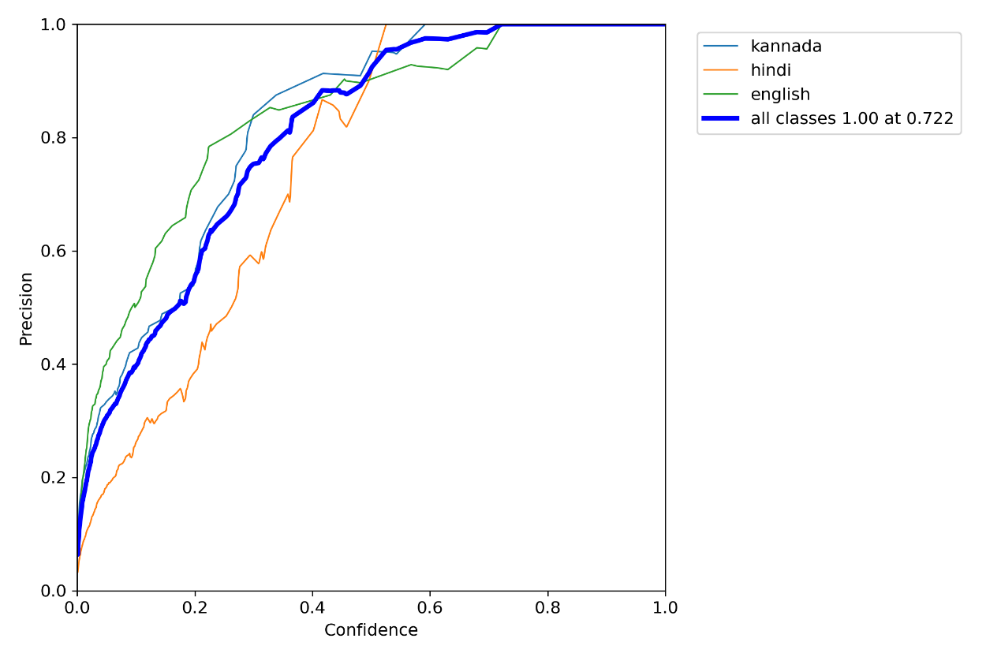 1.0
0.8
0.6
0.4
0.2
0.0
Precision
0.0 0.2 0.4 0.6 0.8 1.0
Confidence
kannada
hindi
english
all classes 1.00 at 0.722